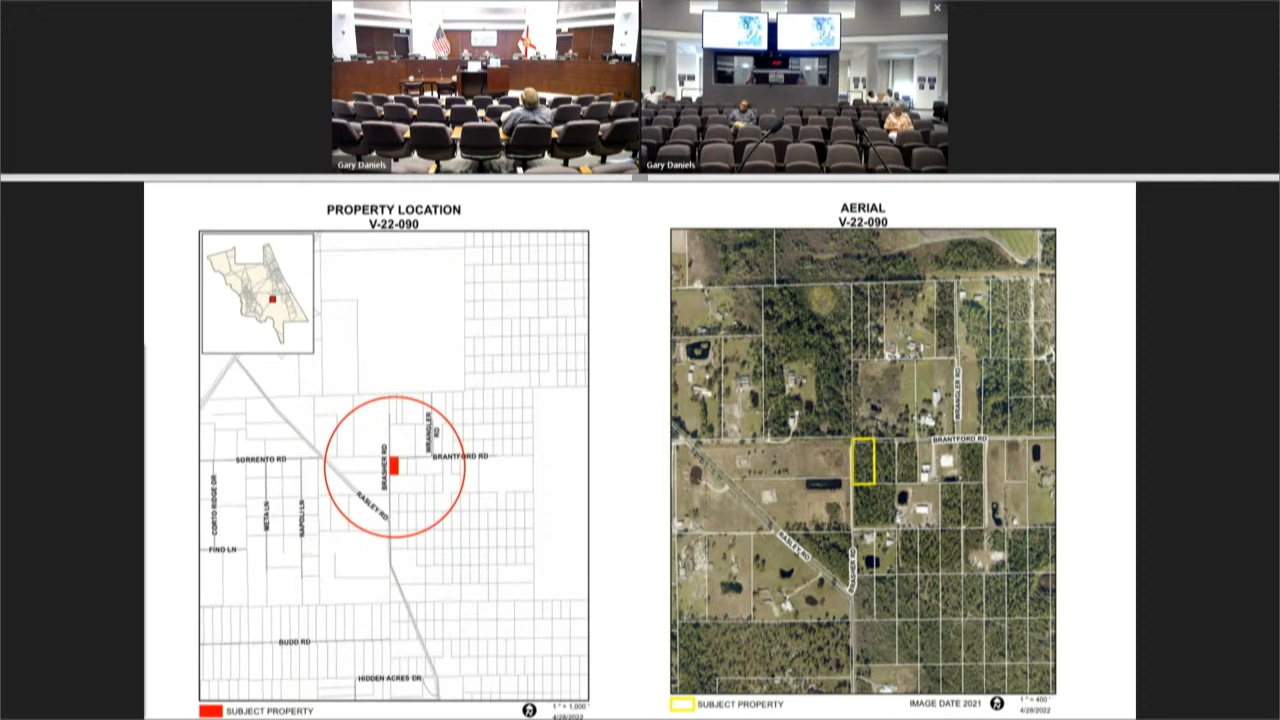 Gary Daniels
Gary Daniels
PROPERTY LOCATION
V-22-090
WRANGLER RD
BRASHER RD
BRANTFORD RD
SORRENTO RD
RASLEY RD
CORTO RIDGE DR
META LN
NAPOLI LN
FINO LN
BUDD RD
HIDDEN ACRES DR
SUBJECT PROPERTY
1" = 1,000'
4/28/2022
AERIAL
V-22-090
WRANGLER RD
BRANTFORD RD
RASLEY RD
BRASHER RD
SUBJECT PROPERTY
IMAGE DATE 2021
1" = 400'
4/28/2022